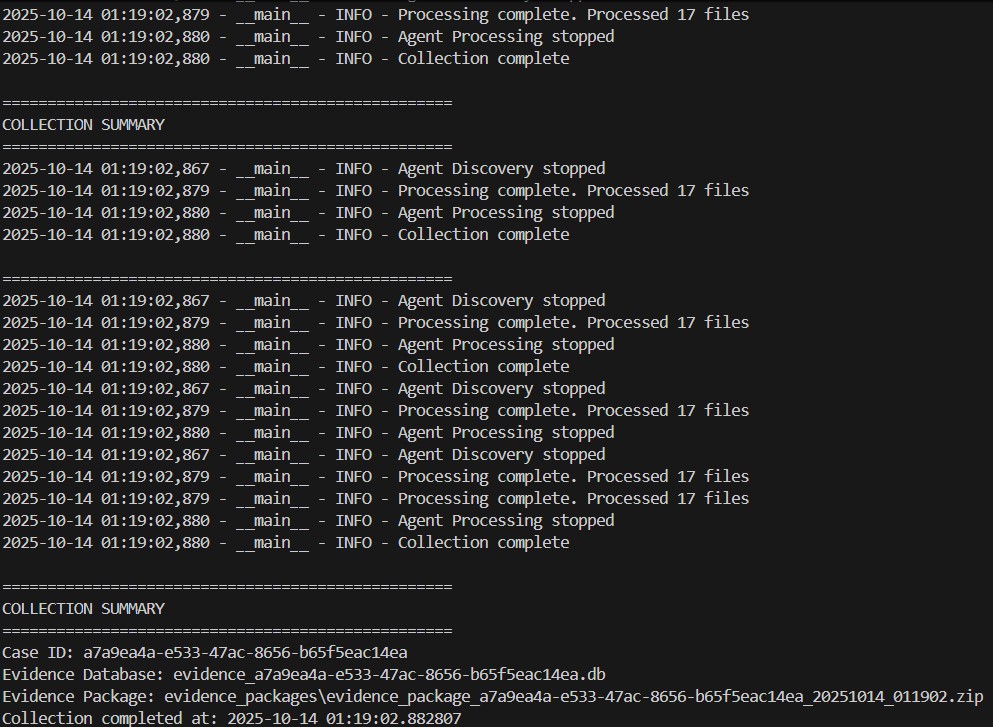 2025-10-14 01:19:02,879 - __main__ - INFO - Processing complete. Processed 17 files
2025-10-14 01:19:02,880 - __main__ - INFO - Agent Processing stopped
2025-10-14 01:19:02,880 - __main__ - INFO - Collection complete
==================================================
COLLECTION SUMMARY
==================================================
2025-10-14 01:19:02,867 - __main__ - INFO - Agent Discovery stopped
2025-10-14 01:19:02,879 - __main__ - INFO - Processing complete. Processed 17 files
2025-10-14 01:19:02,880 - __main__ - INFO - Agent Processing stopped
2025-10-14 01:19:02,880 - __main__ - INFO - Collection complete
==================================================
2025-10-14 01:19:02,867 - __main__ - INFO - Agent Discovery stopped
2025-10-14 01:19:02,879 - __main__ - INFO - Processing complete. Processed 17 files
2025-10-14 01:19:02,880 - __main__ - INFO - Agent Processing stopped
2025-10-14 01:19:02,880 - __main__ - INFO - Collection complete
2025-10-14 01:19:02,867 - __main__ - INFO - Agent Discovery stopped
2025-10-14 01:19:02,879 - __main__ - INFO - Processing complete. Processed 17 files
2025-10-14 01:19:02,880 - __main__ - INFO - Agent Processing stopped
2025-10-14 01:19:02,867 - __main__ - INFO - Agent Discovery stopped
2025-10-14 01:19:02,879 - __main__ - INFO - Processing complete. Processed 17 files
2025-10-14 01:19:02,879 - __main__ - INFO - Processing complete. Processed 17 files
2025-10-14 01:19:02,880 - __main__ - INFO - Agent Processing stopped
2025-10-14 01:19:02,880 - __main__ - INFO - Collection complete
==================================================
COLLECTION SUMMARY
==================================================
Case ID: a7a9ea4a-e533-47ac-8656-b65f5eac14ea
Evidence Database: evidence_a7a9ea4a-e533-47ac-8656-b65f5eac14ea.db
Evidence Package: evidence_packages\evidence_package_a7a9ea4a-e533-47ac-8656-b65f5eac14ea_20251014_011902.zip
Collection completed at: 2025-10-14 01:19:02.882807